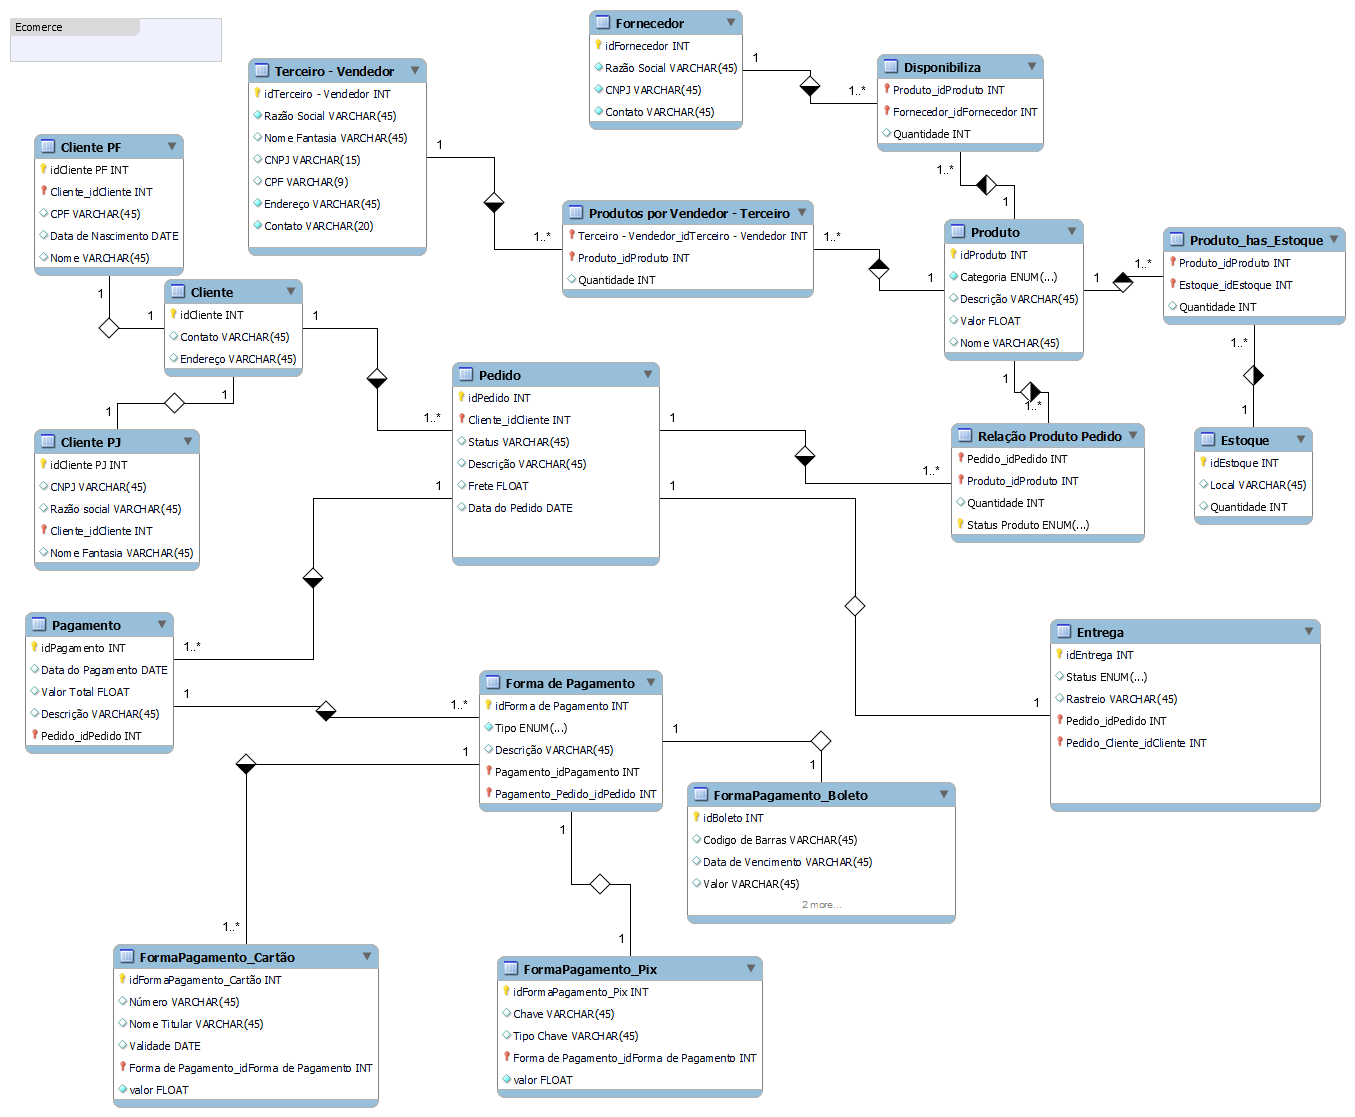 Ecomerce
Fornecedor
idFornecedor INT
Razão Social VARCHAR(45)
CNPJ VARCHAR(45)
Contato VARCHAR(45)
1
1..*
Disponibiliza
Produto_idProduto INT
Fornecedor_idFornecedor INT
Quantidade INT
1..*
1
Terceiro - Vendedor
idTerceiro - Vendedor INT
Razão Social VARCHAR(45)
Nome Fantasia VARCHAR(45)
CNPJ VARCHAR(15)
CPF VARCHAR(9)
Endereço VARCHAR(45)
Contato VARCHAR(20)
1
1..*
Cliente PF
idCliente PF INT
Cliente_idCliente INT
CPF VARCHAR(45)
Data de Nascimento DATE
Nome VARCHAR(45)
1
1
Produtos por Vendedor - Terceiro
Terceiro - Vendedor_idTerceiro - Vendedor INT
Produto_idProduto INT
Quantidade INT
1..*
1
Produto
idProduto INT
Categoria ENUM(...)
Descrição VARCHAR(45)
Valor FLOAT
Nome VARCHAR(45)
1
1..*
Produto_has_Estoque
Produto_idProduto INT
Estoque_idEstoque INT
Quantidade INT
1..*
1
Cliente
idCliente INT
Contato VARCHAR(45)
Endereço VARCHAR(45)
1
1..*
1
1
Pedido
idPedido INT
Cliente_idCliente INT
Status VARCHAR(45)
Descrição VARCHAR(45)
Frete FLOAT
Data do Pedido DATE
1
1..*
1
1
1
1..*
Relação Produto Pedido
Pedido_idPedido INT
Produto_idProduto INT
Quantidade INT
Status Produto ENUM(...)
Estoque
idEstoque INT
Local VARCHAR(45)
Quantidade INT
Cliente PJ
idCliente PJ INT
CNPJ VARCHAR(45)
Razão social VARCHAR(45)
Cliente_idCliente INT
Nome Fantasia VARCHAR(45)
Pagamento
idPagamento INT
Data do Pagamento DATE
Valor Total FLOAT
Descrição VARCHAR(45)
Pedido_idPedido INT
1..*
1
1..*
Entrega
idEntrega INT
Status ENUM(...)
Rastreio VARCHAR(45)
Pedido_idPedido INT
Pedido_Cliente_idCliente INT
1
Forma de Pagamento
idForma de Pagamento INT
Tipo ENUM(...)
Descrição VARCHAR(45)
Pagamento_idPagamento INT
Pagamento_Pedido_idPedido INT
1
1
1
1
1
1..*
FormaPagamento_Boleto
idBoleto INT
Codigo de Barras VARCHAR(45)
Data de Vencimento VARCHAR(45)
Valor VARCHAR(45)
2 more...
FormaPagamento_Cartão
idFormaPagamento_Cartão INT
Número VARCHAR(45)
Nome Titular VARCHAR(45)
Validade DATE
Forma de Pagamento_idForma de Pagamento INT
valor FLOAT
FormaPagamento_Pix
idFormaPagamento_Pix INT
Chave VARCHAR(45)
Tipo Chave VARCHAR(45)
Forma de Pagamento_idForma de Pagamento INT
valor FLOAT